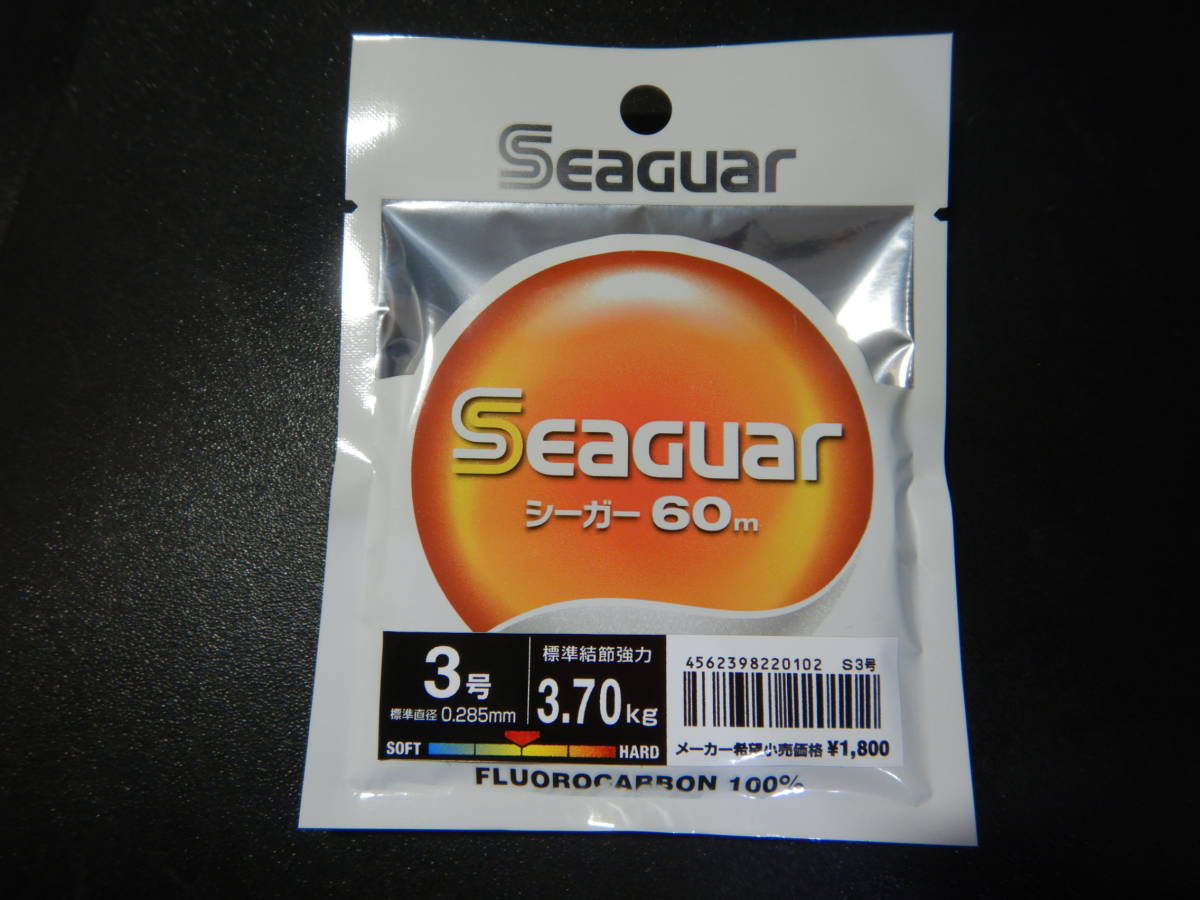 Seaguar
Seaguar
シーガー 60m
3号
標準直径 0.285mm
標準結節強力
3.70kg
SOFT HARD
4562398220102 S3号
メーカー希望小売価格 ¥1,800
FLUOROCARBON 100%